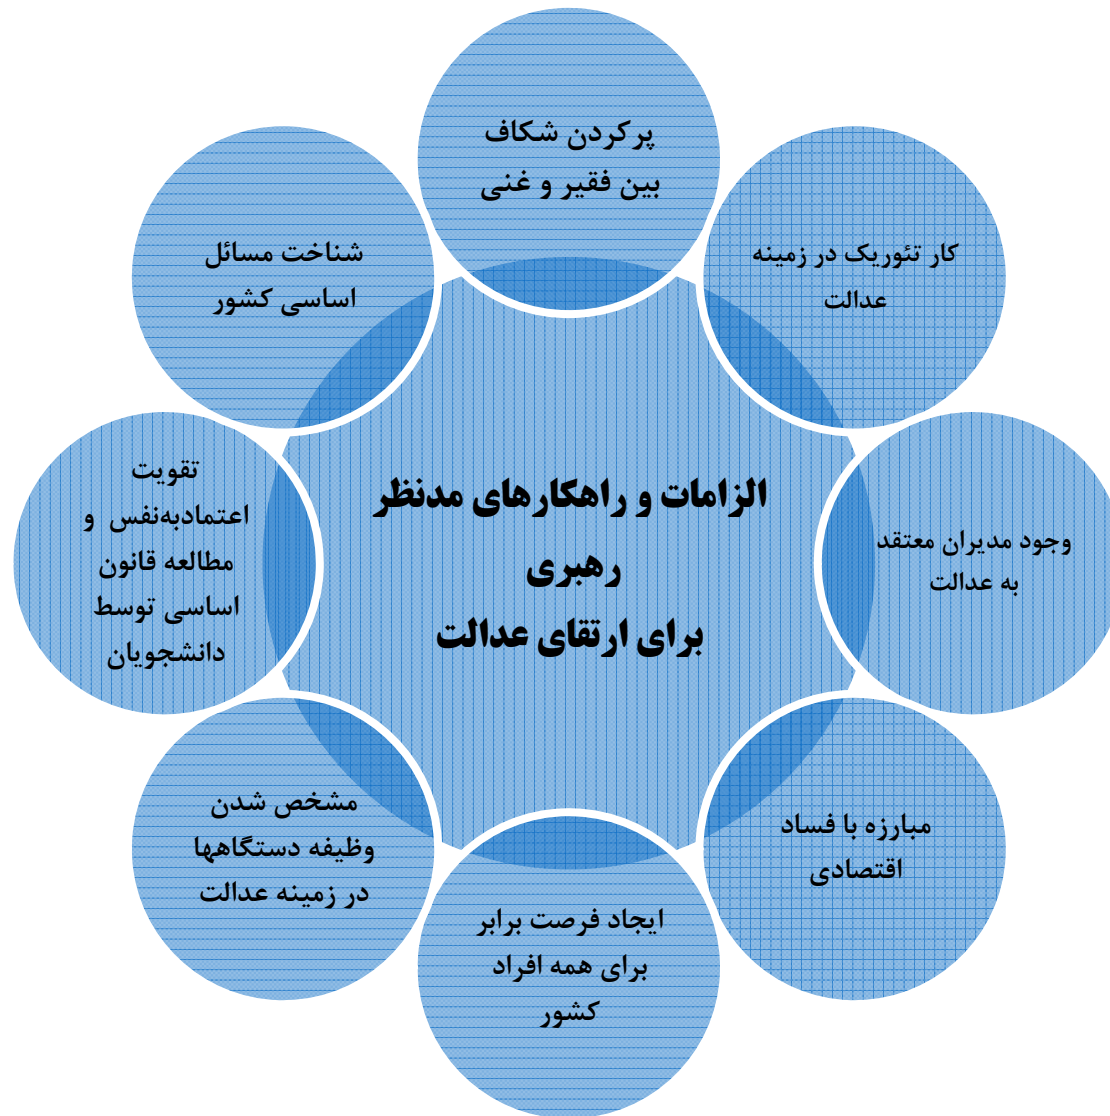 پرکردن شکاف
بین فقیر و غنی
کار تئوریک در زمینه
عدالت
وجود مدیران معتقد
به عدالت
مبارزه با فساد
اقتصادی
ایجاد فرصت برابر
برای همه افراد
کشور
مشخص شدن
وظیفه دستگاهها
در زمینه عدالت
تقویت
اعتمادبه‌نفس و
مطالعه قانون
اساسی توسط
دانشجویان
شناخت مسائل
اساسی کشور
الزامات و راهکارهای مدنظر
رهبری
برای ارتقای عدالت